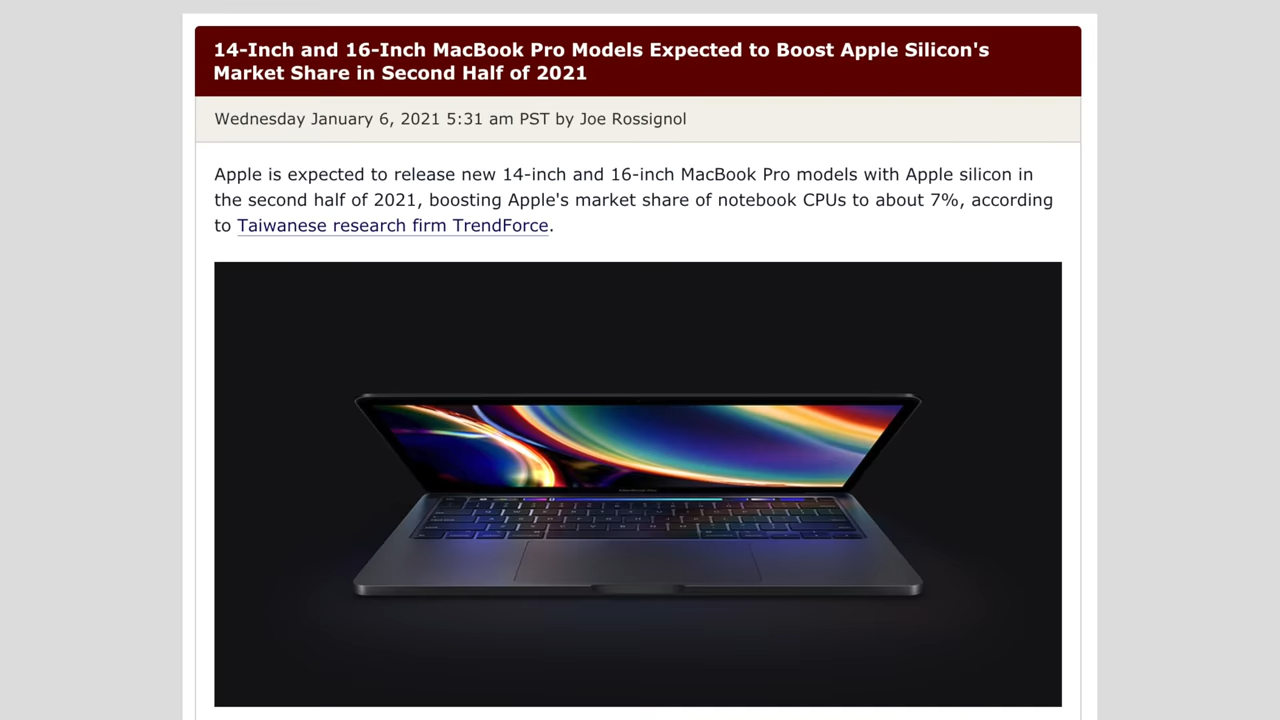 14-Inch and 16-Inch MacBook Pro Models Expected to Boost Apple Silicon's
Market Share in Second Half of 2021
Wednesday January 6, 2021 5:31 am PST by Joe Rossignol
Apple is expected to release new 14-inch and 16-inch MacBook Pro models with Apple silicon in
the second half of 2021, boosting Apple's market share of notebook CPUs to about 7%, according
to Taiwanese research firm TrendForce.